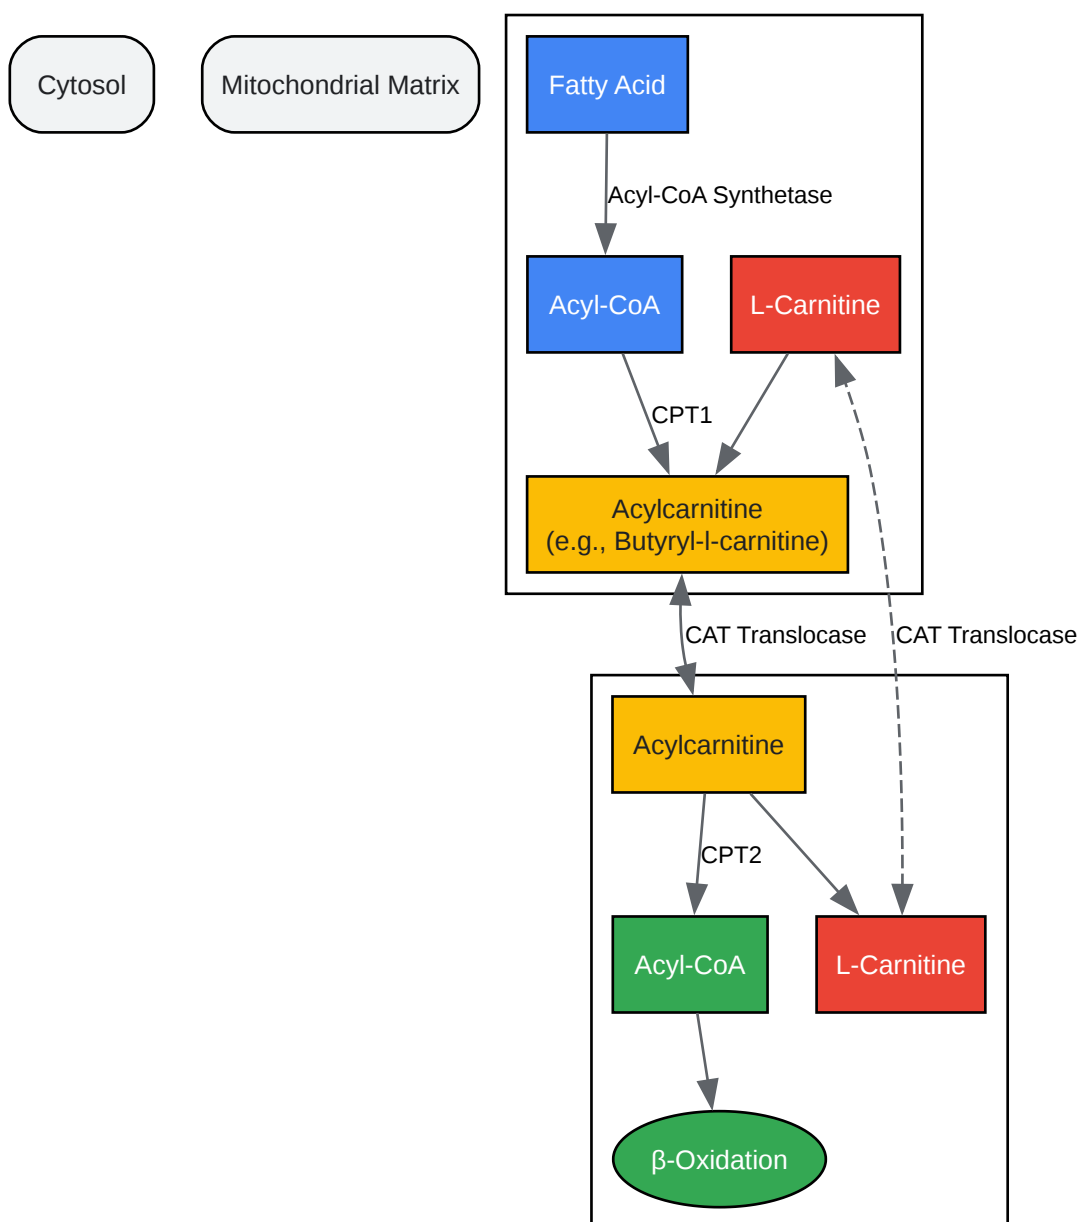 Cytosol
Mitochondrial Matrix
Fatty Acid
Acyl-CoA Synthetase
Acyl-CoA
L-Carnitine
CPT1
Acylcarnitine
(e.g., Butyryl-l-carnitine)
CAT Translocase
CAT Translocase
Acylcarnitine
CPT2
Acyl-CoA
L-Carnitine
β-Oxidation